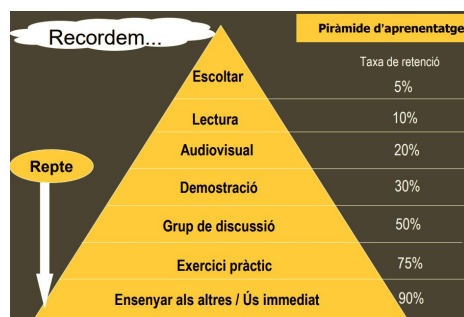 Recordem...
Piràmide d'aprenentatge
Taxa de retenció
Escoltar 5%
Lectura 10%
Audiovisual 20%
Repte
Demostració 30%
Grup de discussió 50%
Exercici pràctic 75%
Ensenyar als altres / Ús immediat 90%